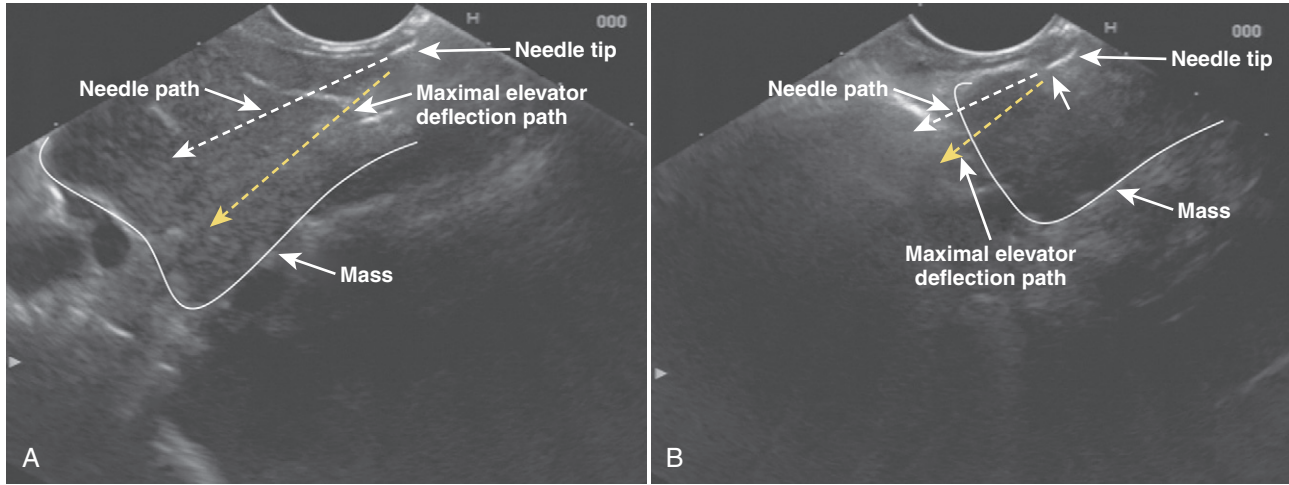 H
000
Needle tip
Needle path
Maximal elevator
deflection path
Mass
A
H
000
Needle tip
Needle path
Mass
Maximal elevator
deflection path
B